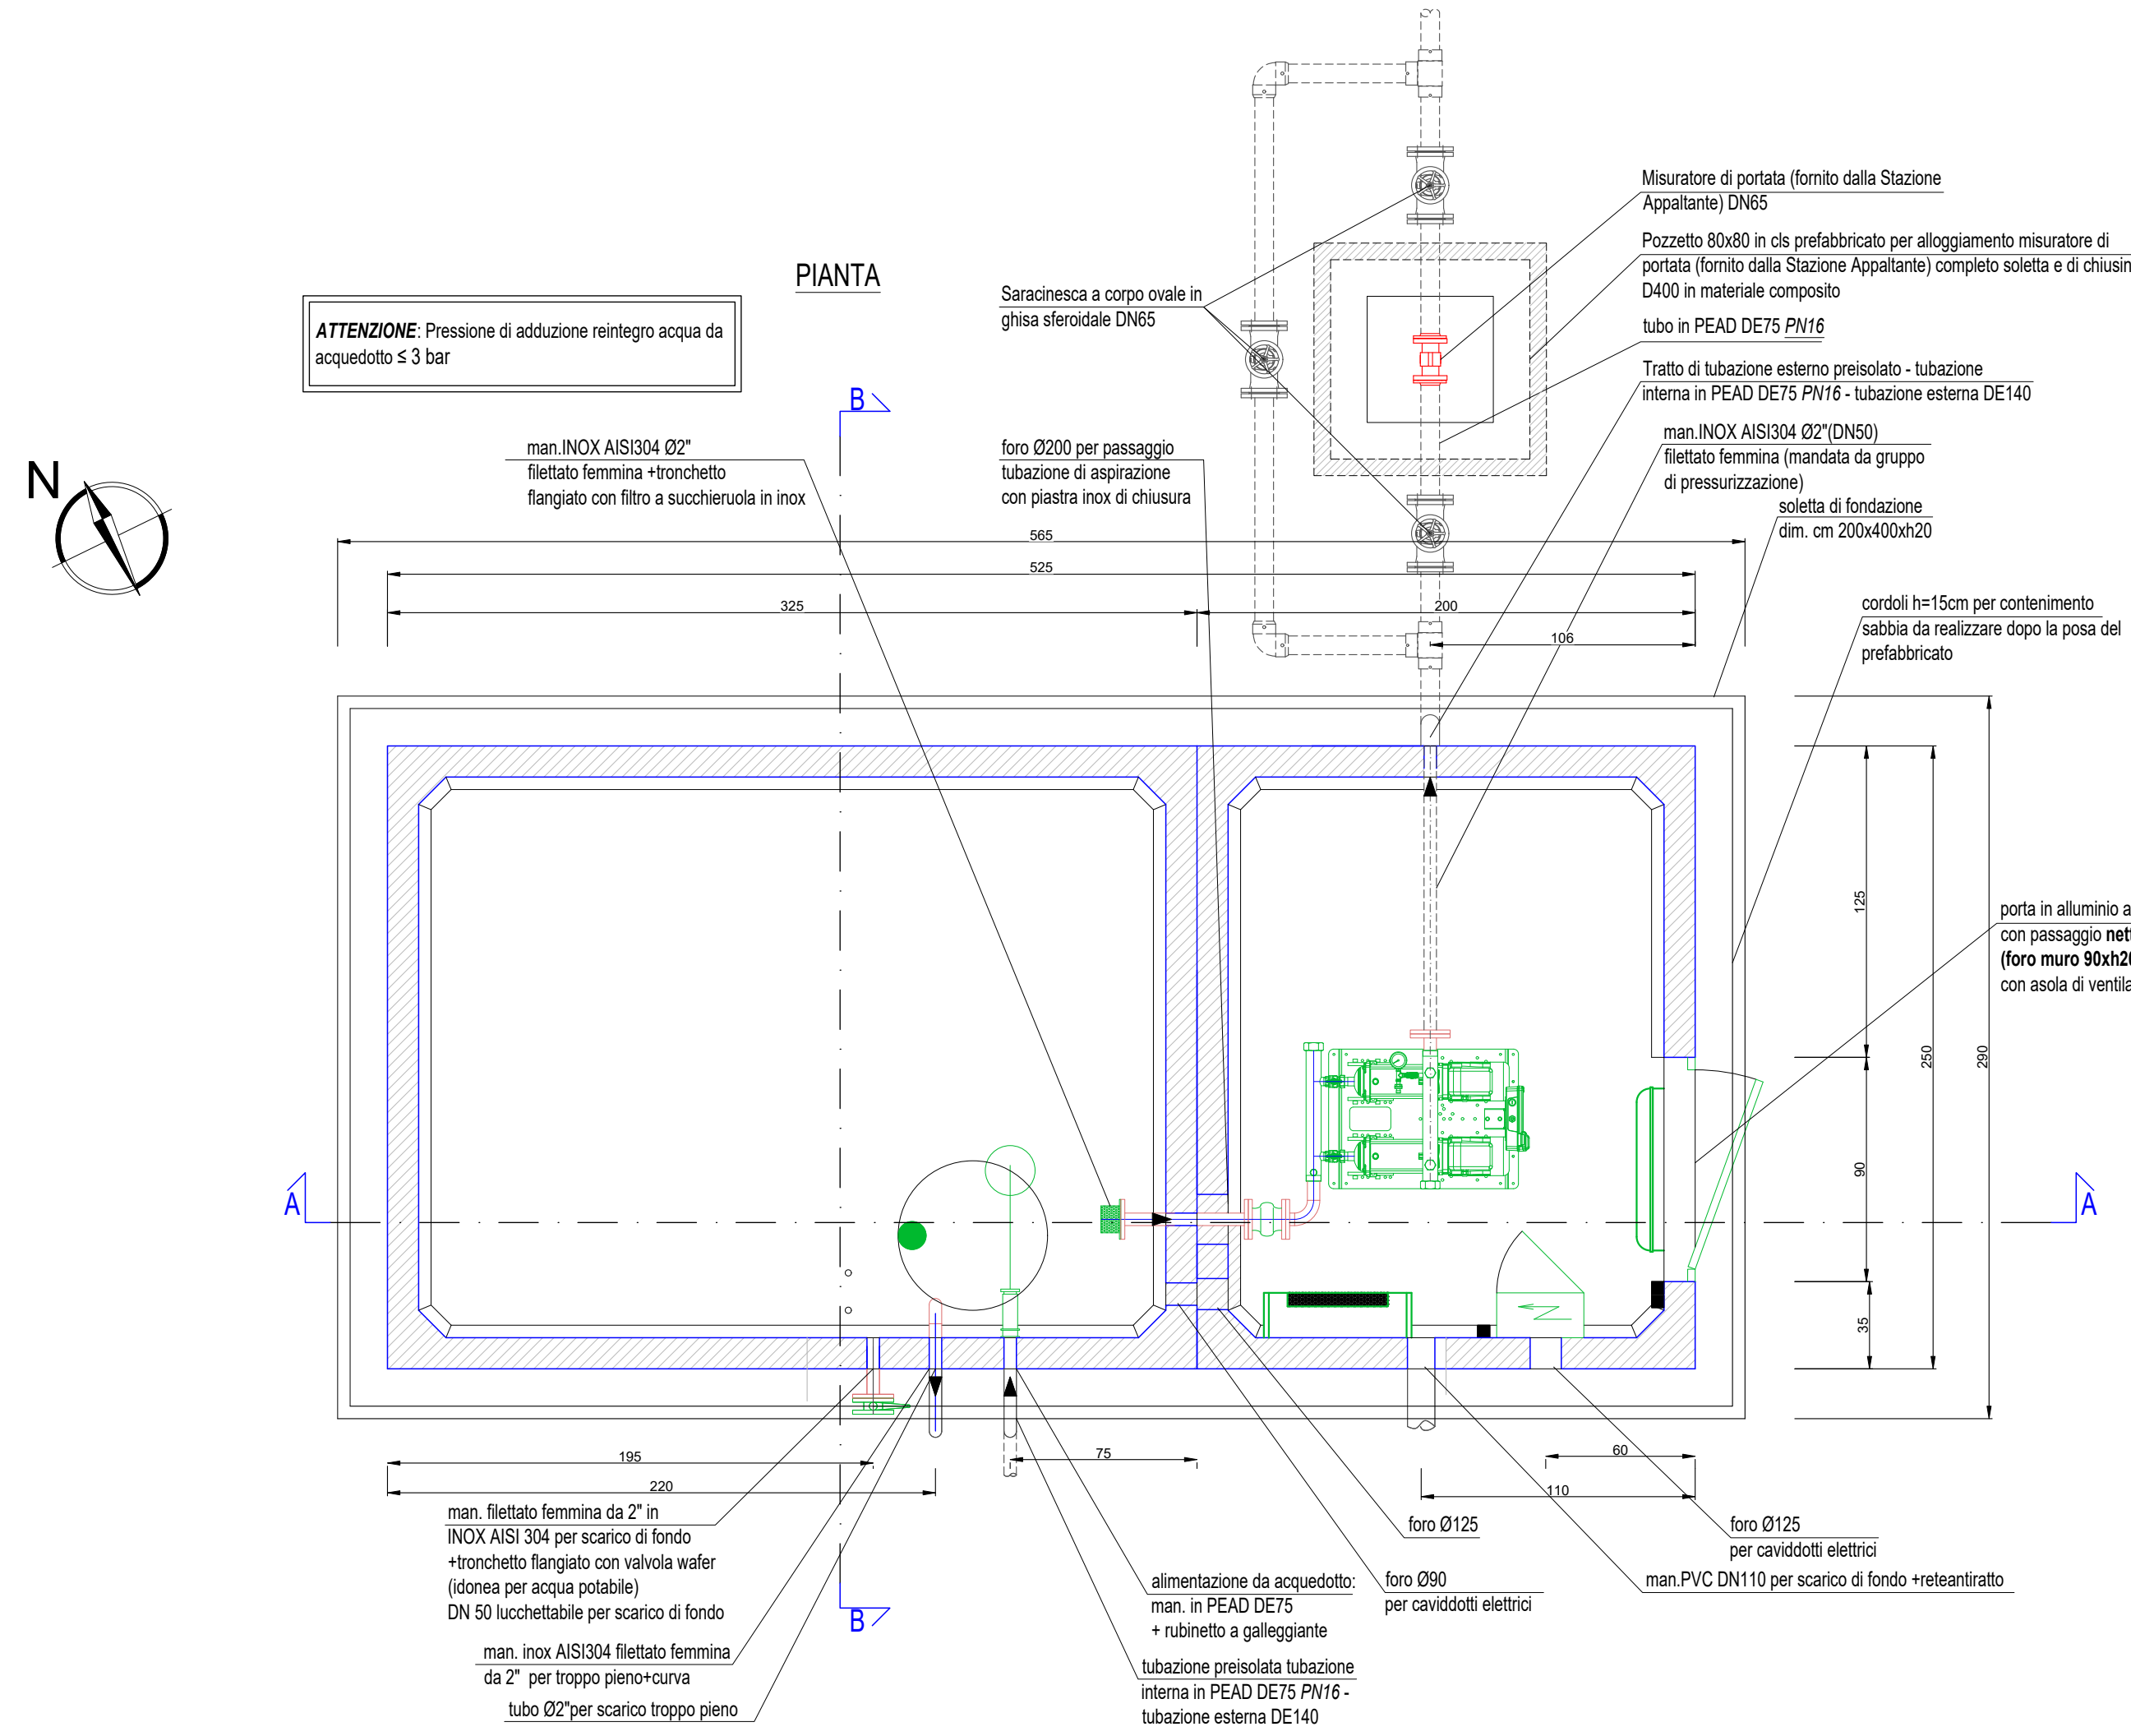 PIANTA
ATTENZIONE: Pressione di adduzione reintegro acqua da
acquedotto ≤ 3 bar
N
Misuratore di portata (fornito dalla Stazione
Appaltante) DN65
Pozzetto 80x80 in cls prefabbricato per alloggiamento misuratore di
portata (fornito dalla Stazione Appaltante) completo soletta e di chiusin
D400 in materiale composito
tubo in PEAD DE75 PN16
Tratto di tubazione esterno preisolato - tubazione
interna in PEAD DE75 PN16 - tubazione esterna DE140
man.INOX AISI304 Ø2"(DN50)
filettato femmina (mandata da gruppo
di pressurizzazione)
soletta di fondazione
dim. cm 200x400xh20
cordoli h=15cm per contenimento
sabbia da realizzare dopo la posa del
prefabbricato
Saracinesca a corpo ovale in
ghisa sferoidale DN65
B
man.INOX AISI304 Ø2"
filettato femmina +tronchetto
flangiato con filtro a succhieruola in inox
foro Ø200 per passaggio
tubazione di aspirazione
con piastra inox di chiusura
565
525
325
200
106
125
90
35
250
290
porta in alluminio a
con passaggio nett
(foro muro 90xh20
con asola di ventila
A
A
195
220
75
60
110
man. filettato femmina da 2" in
INOX AISI 304 per scarico di fondo
+tronchetto flangiato con valvola wafer
(idonea per acqua potabile)
DN 50 lucchettabile per scarico di fondo
man. inox AISI304 filettato femmina
da 2" per troppo pieno+curva
tubo Ø2"per scarico troppo pieno
B
alimentazione da acquedotto:
man. in PEAD DE75
+ rubinetto a galleggiante
tubazione preisolata tubazione
interna in PEAD DE75 PN16 -
tubazione esterna DE140
foro Ø125
foro Ø90
per caviddotti elettrici
foro Ø125
per caviddotti elettrici
man.PVC DN110 per scarico di fondo +reteantiratto